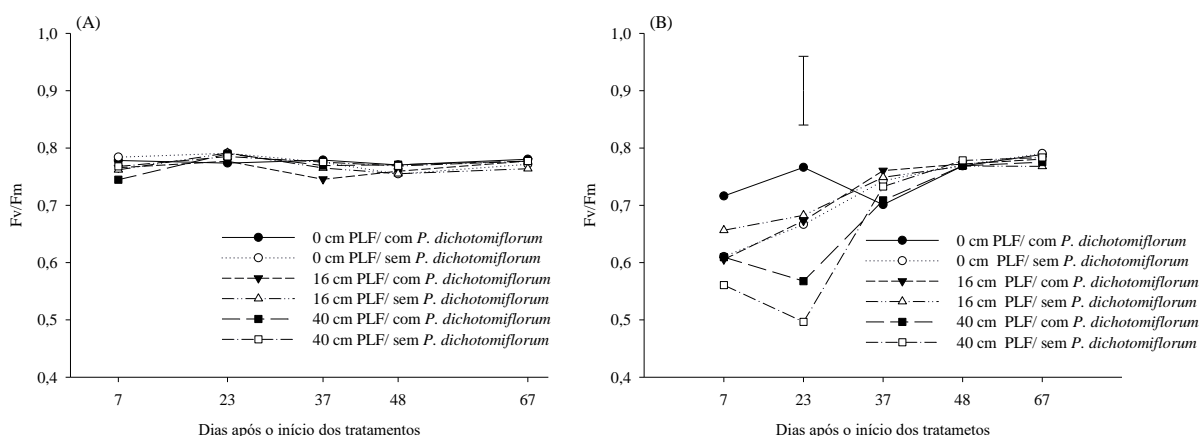 (A)
1,0
0,9
0,8
0,7
0,6
0,5
0,4
Fv/Fm
0 cm PLF/ com P. dichotomiflorum
0 cm PLF/ sem P. dichotomiflorum
16 cm PLF/ com P. dichotomiflorum
16 cm PLF/ sem P. dichotomiflorum
40 cm PLF/ com P. dichotomiflorum
40 cm PLF/ sem P. dichotomiflorum
7 23 37 48 67
Dias após o início dos tratamentos
(B)
1,0
0,9
0,8
0,7
0,6
0,5
0,4
Fv/Fm
0 cm PLF/ com P. dichotomiflorum
0 cm PLF/ sem P. dichotomiflorum
16 cm PLF/ com P. dichotomiflorum
16 cm PLF/ sem P. dichotomiflorum
40 cm PLF/ com P. dichotomiflorum
40 cm PLF/ sem P. dichotomiflorum
7 23 37 48 67
Dias após o início dos tratametos